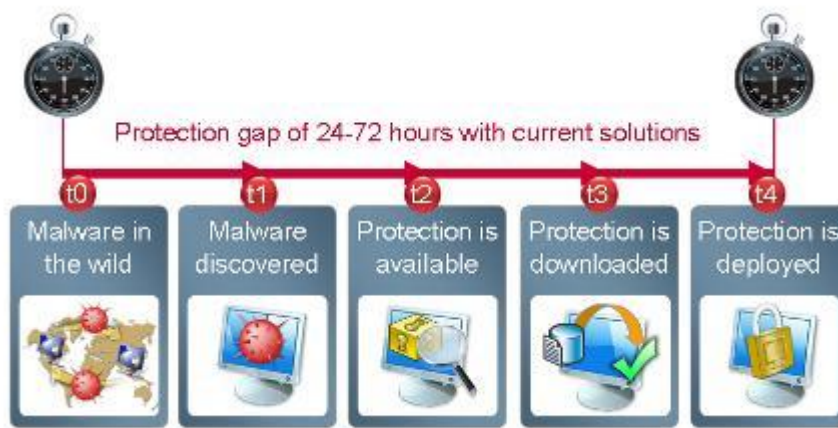 Protection gap of 24-72 hours with current solutions
t0
t1
t2
t3
t4
Malware in
the wild
Malware
discovered
Protection is
available
Protection is
downloaded
Protection is
deployed